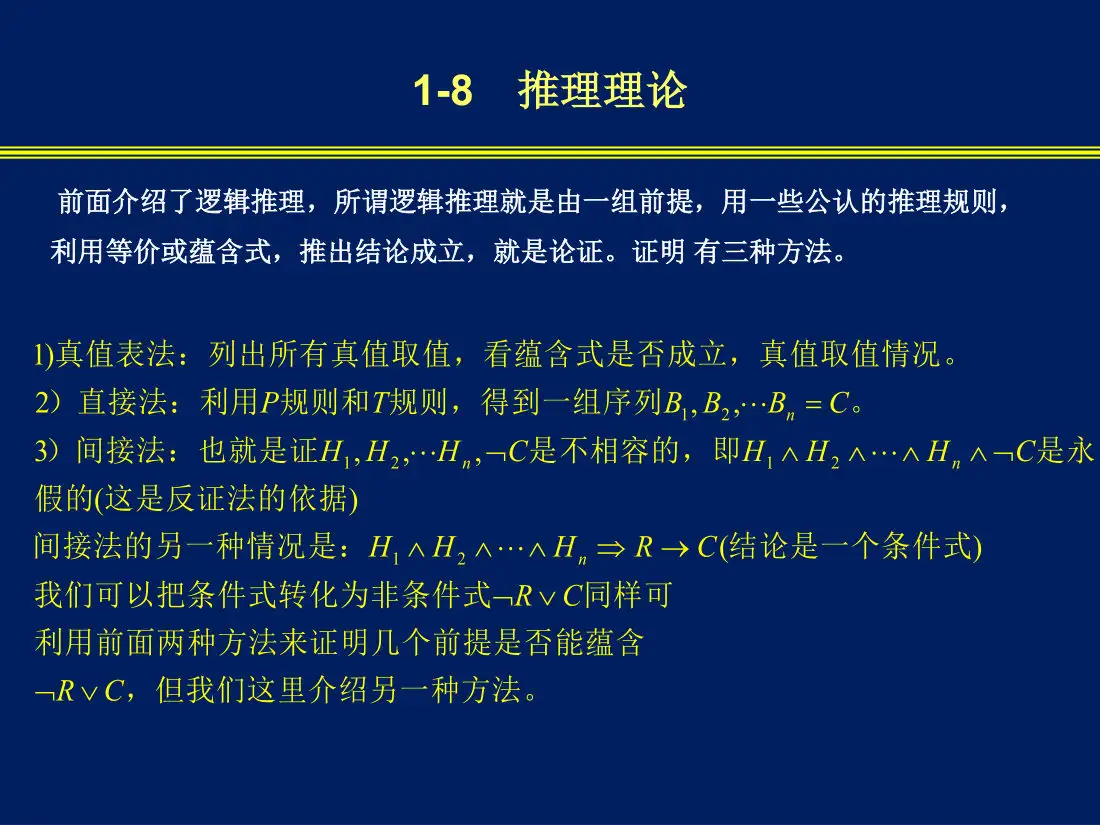 1-8 推理理论
前面介绍了逻辑推理，所谓逻辑推理就是由一组前提，用一些公认的推理规则，
利用等价或蕴含式，推出结论成立，就是论证。证明 有三种方法。
1)真值表法：列出所有真值取值，看蕴含式是否成立，真值取值情况。
2）直接法：利用P规则和T规则，得到一组序列B₁, B₂,⋯Bₙ = C。
3）间接法：也就是证H₁, H₂,⋯Hₙ,¬C是不相容的，即H₁ ∧ H₂ ∧⋯∧ Hₙ ∧ ¬C是永
假的(这是反证法的依据)
间接法的另一种情况是：H₁ ∧ H₂ ∧⋯∧ Hₙ ⇒ R → C(结论是一个条件式)
我们可以把条件式转化为非条件式¬R ∨ C同样可
利用前面两种方法来证明几个前提是否能蕴含
¬R ∨ C，但我们这里介绍另一种方法。